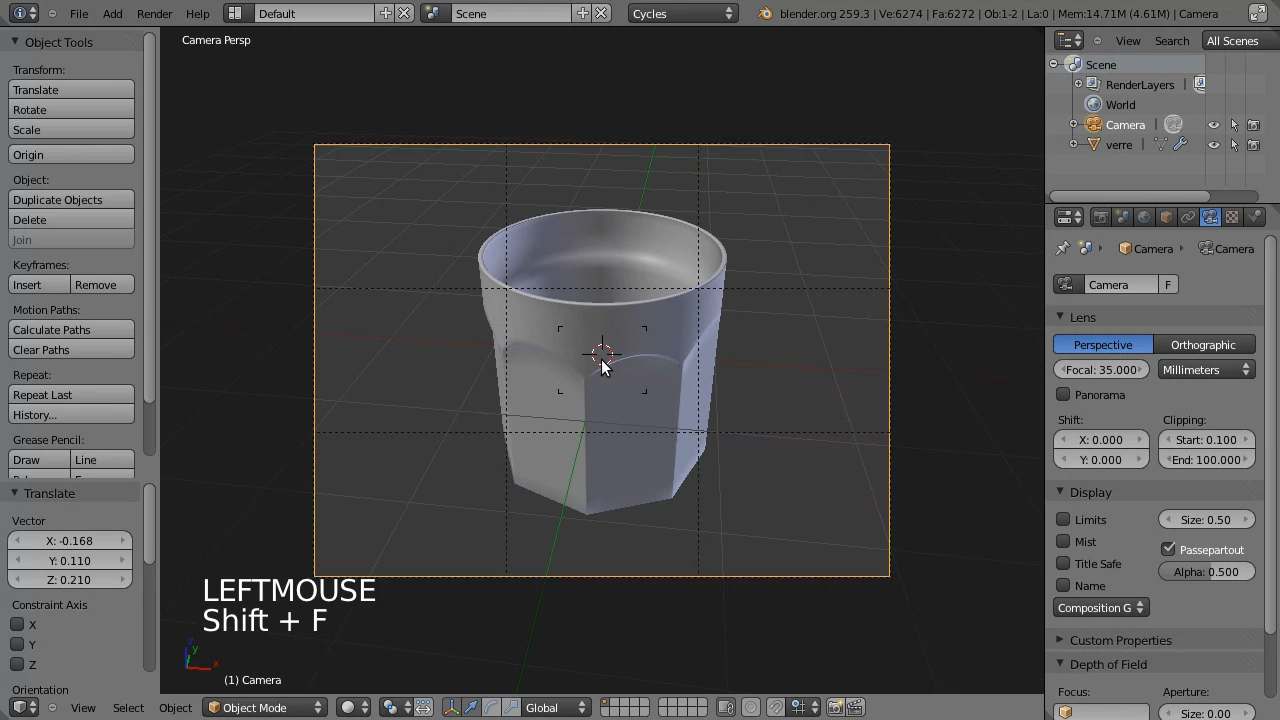 File Add Render Help Default Scene Cycles blender.org 259.3 | Ve:6274 | Fa:6272 | Ob:1-2 | La:0 | Mem:14.71M (4.61M) | Camera
Object Tools
Transform:
Translate
Rotate
Scale
Origin
Object:
Duplicate Objects
Delete
Join
Keyframes:
Insert Remove
Motion Paths:
Calculate Paths
Clear Paths
Repeat:
Repeat Last
History...
Grease Pencil:
Draw Line
Translate
Vector
X: -0.168
Y: 0.110
Z: 0.210
Constraint Axis
X
Y
Z
Orientation
Camera Persp
LEFTMOUSE
Shift + F
z
y
x
(1) Camera
View Select Object Object Mode Global
View Search All Scenes
Scene
RenderLayers
World
Camera
verre
Camera Camera
Camera F
Lens
Perspective Orthographic
Focal: 35.000 Millimeters
Panorama
Shift: Clipping:
X: 0.000 Start: 0.100
Y: 0.000 End: 100.000
Display
Limits Size: 0.50
Mist Passepartout
Title Safe Alpha: 0.500
Name
Composition G
Custom Properties
Depth of Field
Focus: Aperture:
Size: 0.00